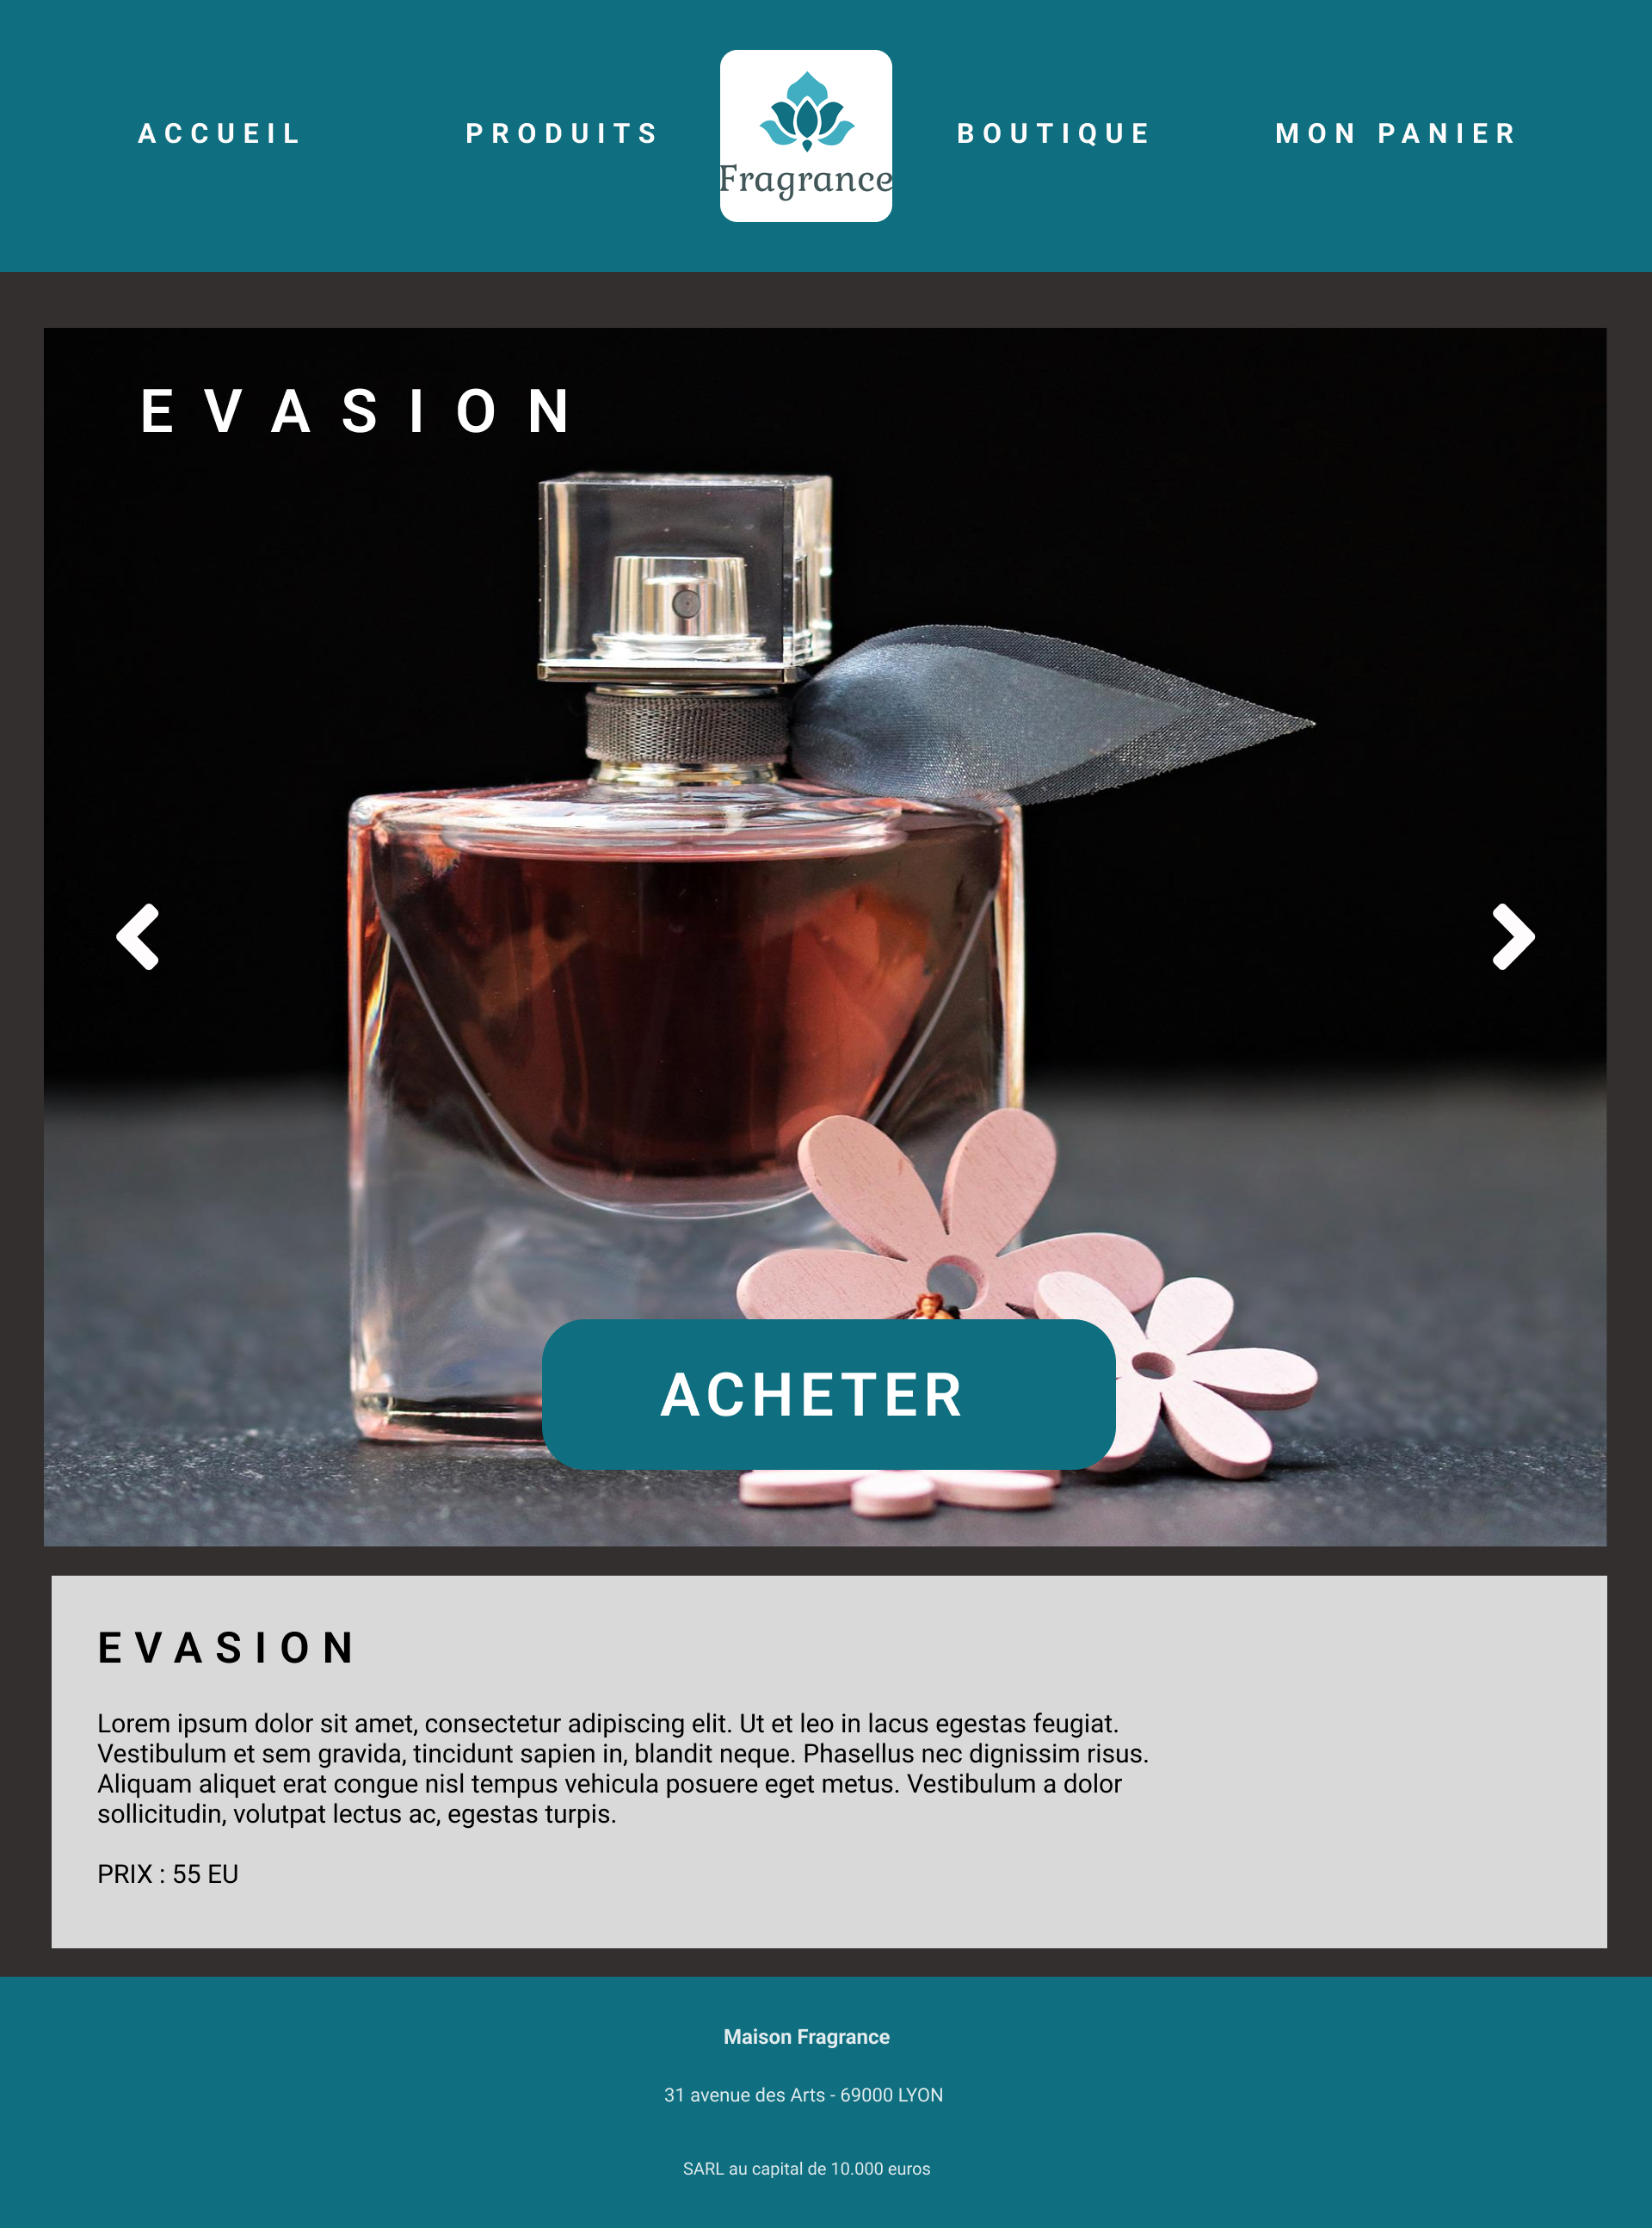 ACCUEIL
PRODUITS
Fragrance
BOUTIQUE
MON PANIER
EVASION
ACHETER
EVASION
Lorem ipsum dolor sit amet, consectetur adipiscing elit. Ut et leo in lacus egestas feugiat.
Vestibulum et sem gravida, tincidunt sapien in, blandit neque. Phasellus nec dignissim risus.
Aliquam aliquet erat congue nisl tempus vehicula posuere eget metus. Vestibulum a dolor
sollicitudin, volutpat lectus ac, egestas turpis.
PRIX : 55 EU
Maison Fragrance
31 avenue des Arts - 69000 LYON
SARL au capital de 10.000 euros